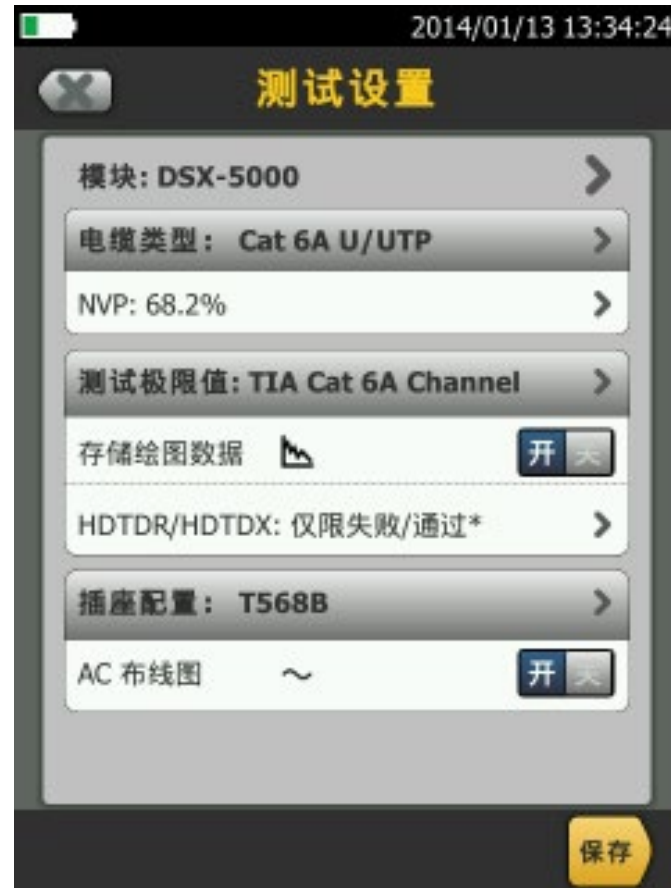 2014/01/13 13:34:24
测试设置
模块: DSX-5000
电缆类型: Cat 6A U/UTP
NVP: 68.2%
测试极限值: TIA Cat 6A Channel
存储绘图数据 开 关
HDTDR/HDTDX: 仅限失败/通过*
插座配置: T568B
AC 布线图 ～ 开 关
保存